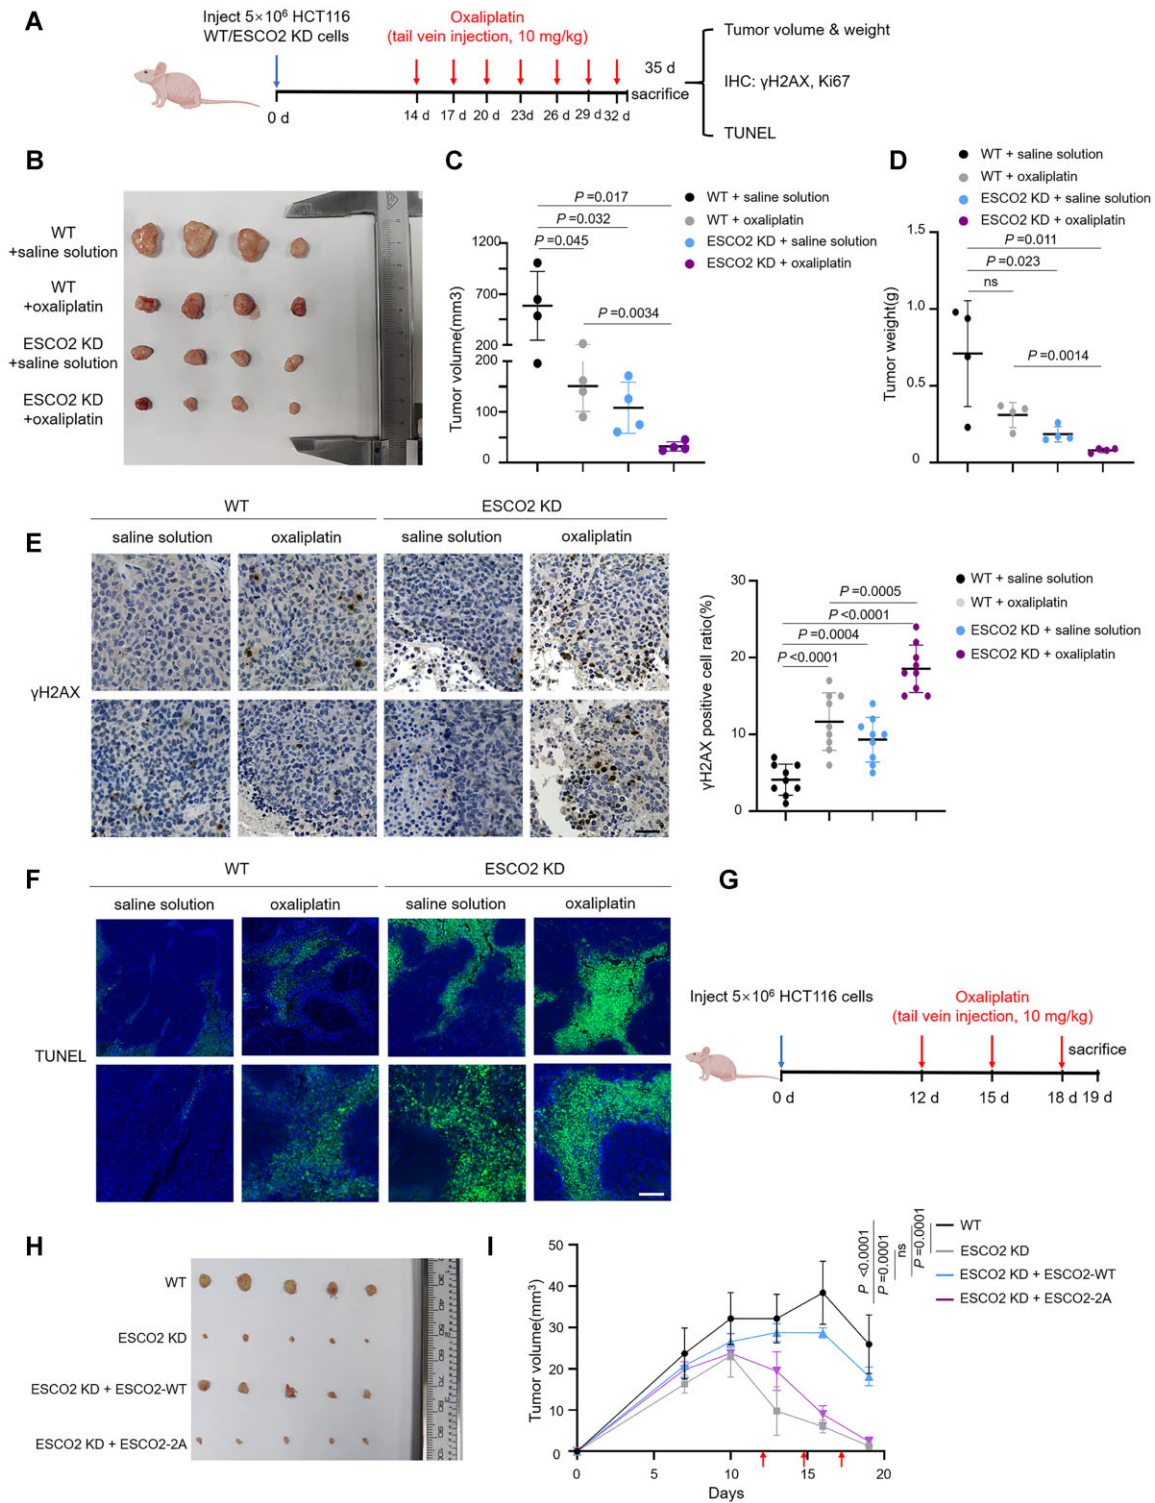 A
Inject 5×10⁶ HCT116
WT/ESCO2 KD cells
Oxaliplatin
(tail vein injection, 10 mg/kg)
35 d
sacrifice
0 d
14 d 17 d 20 d 23d 26 d 29 d 32 d
Tumor volume & weight
IHC: γH2AX, Ki67
TUNEL
B
WT
+saline solution
WT
+oxaliplatin
ESCO2 KD
+saline solution
ESCO2 KD
+oxaliplatin
C
P =0.017
P =0.032
P =0.045
P =0.0034
1200
700
200
200
100
0
Tumor volume(mm3)
WT + saline solution
WT + oxaliplatin
ESCO2 KD + saline solution
ESCO2 KD + oxaliplatin
D
WT + saline solution
WT + oxaliplatin
ESCO2 KD + saline solution
ESCO2 KD + oxaliplatin
1.5
1.0
0.5
0
Tumor weight(g)
P =0.011
P =0.023
ns
P =0.0014
E
WT
ESCO2 KD
saline solution
oxaliplatin
saline solution
oxaliplatin
γH2AX
30
20
10
0
γH2AX positive cell ratio(%)
P =0.0005
P <0.0001
P =0.0004
P <0.0001
WT + saline solution
WT + oxaliplatin
ESCO2 KD + saline solution
ESCO2 KD + oxaliplatin
F
WT
ESCO2 KD
saline solution
oxaliplatin
saline solution
oxaliplatin
TUNEL
G
Inject 5×10⁶ HCT116 cells
Oxaliplatin
(tail vein injection, 10 mg/kg)
sacrifice
0 d
12 d
15 d
18 d 19 d
H
WT
ESCO2 KD
ESCO2 KD + ESCO2-WT
ESCO2 KD + ESCO2-2A
I
50
40
30
20
10
0
Tumor volume(mm³)
0
5
10
15
20
Days
P <0.0001
P =0.0001
ns
P =0.0001
WT
ESCO2 KD
ESCO2 KD + ESCO2-WT
ESCO2 KD + ESCO2-2A